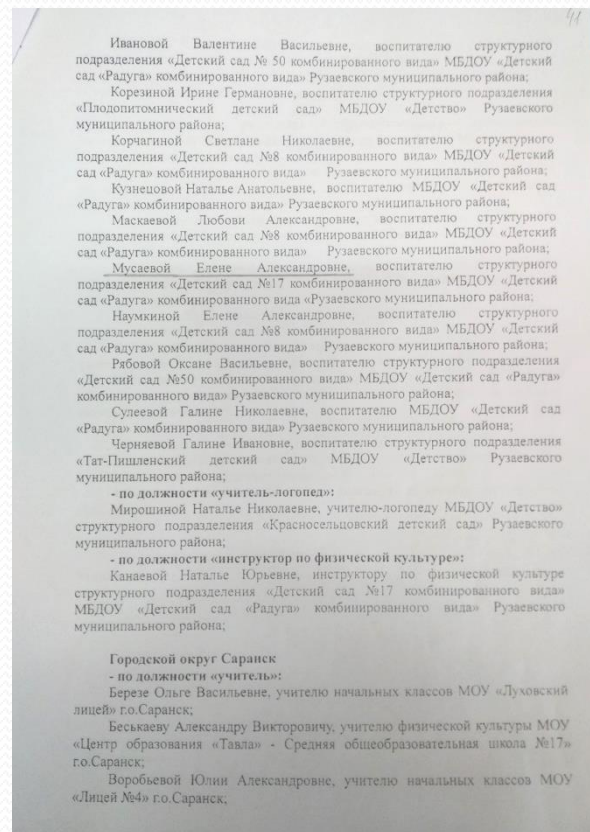 41
Ивановой Валентине Васильевне, воспитателю структурного
подразделения «Детский сад № 50 комбинированного вида» МБДОУ «Детский
сад «Радуга» комбинированного вида» Рузаевского муниципального района;
Корезиной Ирине Германовне, воспитателю структурного подразделения
«Плодопитомнический детский сад» МБДОУ «Детство» Рузаевского
муниципального района;
Корчагиной Светлане Николаевне, воспитателю структурного
подразделения «Детский сад №8 комбинированного вида» МБДОУ «Детский
сад «Радуга» комбинированного вида» Рузаевского муниципального района;
Кузнецовой Наталье Анатольевне, воспитателю МБДОУ «Детский сад
«Радуга» комбинированного вида» Рузаевского муниципального района;
Маскаевой Любови Александровне, воспитателю структурного
подразделения «Детский сад №8 комбинированного вида» МБДОУ «Детский
сад «Радуга» комбинированного вида» Рузаевского муниципального района;
Мусаевой Елене Александровне, воспитателю структурного
подразделения «Детский сад №17 комбинированного вида» МБДОУ «Детский
сад «Радуга» комбинированного вида «Рузаевского муниципального района;
Наумкиной Елене Александровне, воспитателю структурного
подразделения «Детский сад №8 комбинированного вида» МБДОУ «Детский
сад «Радуга» комбинированного вида» Рузаевского муниципального района;
Рябовой Оксане Васильевне, воспитателю структурного подразделения
«Детский сад №50 комбинированного вида» МБДОУ «Детский сад «Радуга»
комбинированного вида» Рузаевского муниципального района;
Сулеевой Галине Николаевне, воспитателю МБДОУ «Детский сад
«Радуга» комбинированного вида» Рузаевского муниципального района;
Черняевой Галине Ивановне, воспитателю структурного подразделения
«Тат-Пишленский детский сад» МБДОУ «Детство» Рузаевского
муниципального района;
- по должности «учитель-логопед»:
Мирошиной Наталье Николаевне, учителю-логопеду МБДОУ «Детство»
структурного подразделения «Красносельцовский детский сад» Рузаевского
муниципального района;
- по должности «инструктор по физической культуре»:
Канаевой Наталье Юрьевне, инструктору по физической культуре
структурного подразделения «Детский сад №17 комбинированного вида»
МБДОУ «Детский сад «Радуга» комбинированного вида» Рузаевского
муниципального района;
Городской округ Саранск
- по должности «учитель»:
Березе Ольге Васильевне, учителю начальных классов МОУ «Луховский
лицей» г.о.Саранск;
Беськаеву Александру Викторовичу, учителю физической культуры МОУ
«Центр образования «Тавла» - Средняя общеобразовательная школа №17»
г.о.Саранск;
Воробьевой Юлии Александровне, учителю начальных классов МОУ
«Лицей №4» г.о.Саранск;